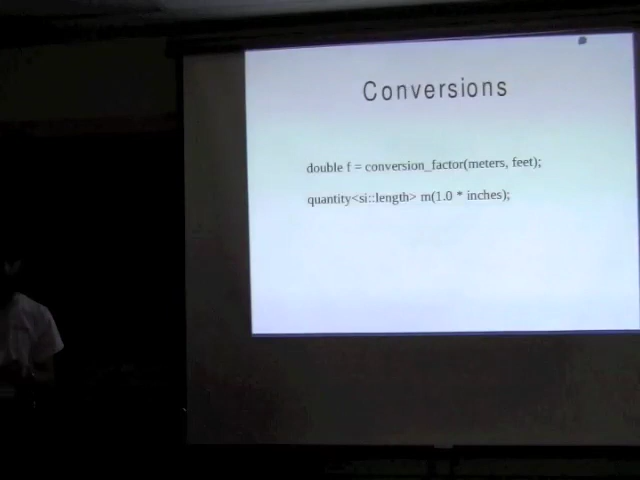 Conversions
double f = conversion_factor(meters, feet);
quantity<si::length> m(1.0 * inches);